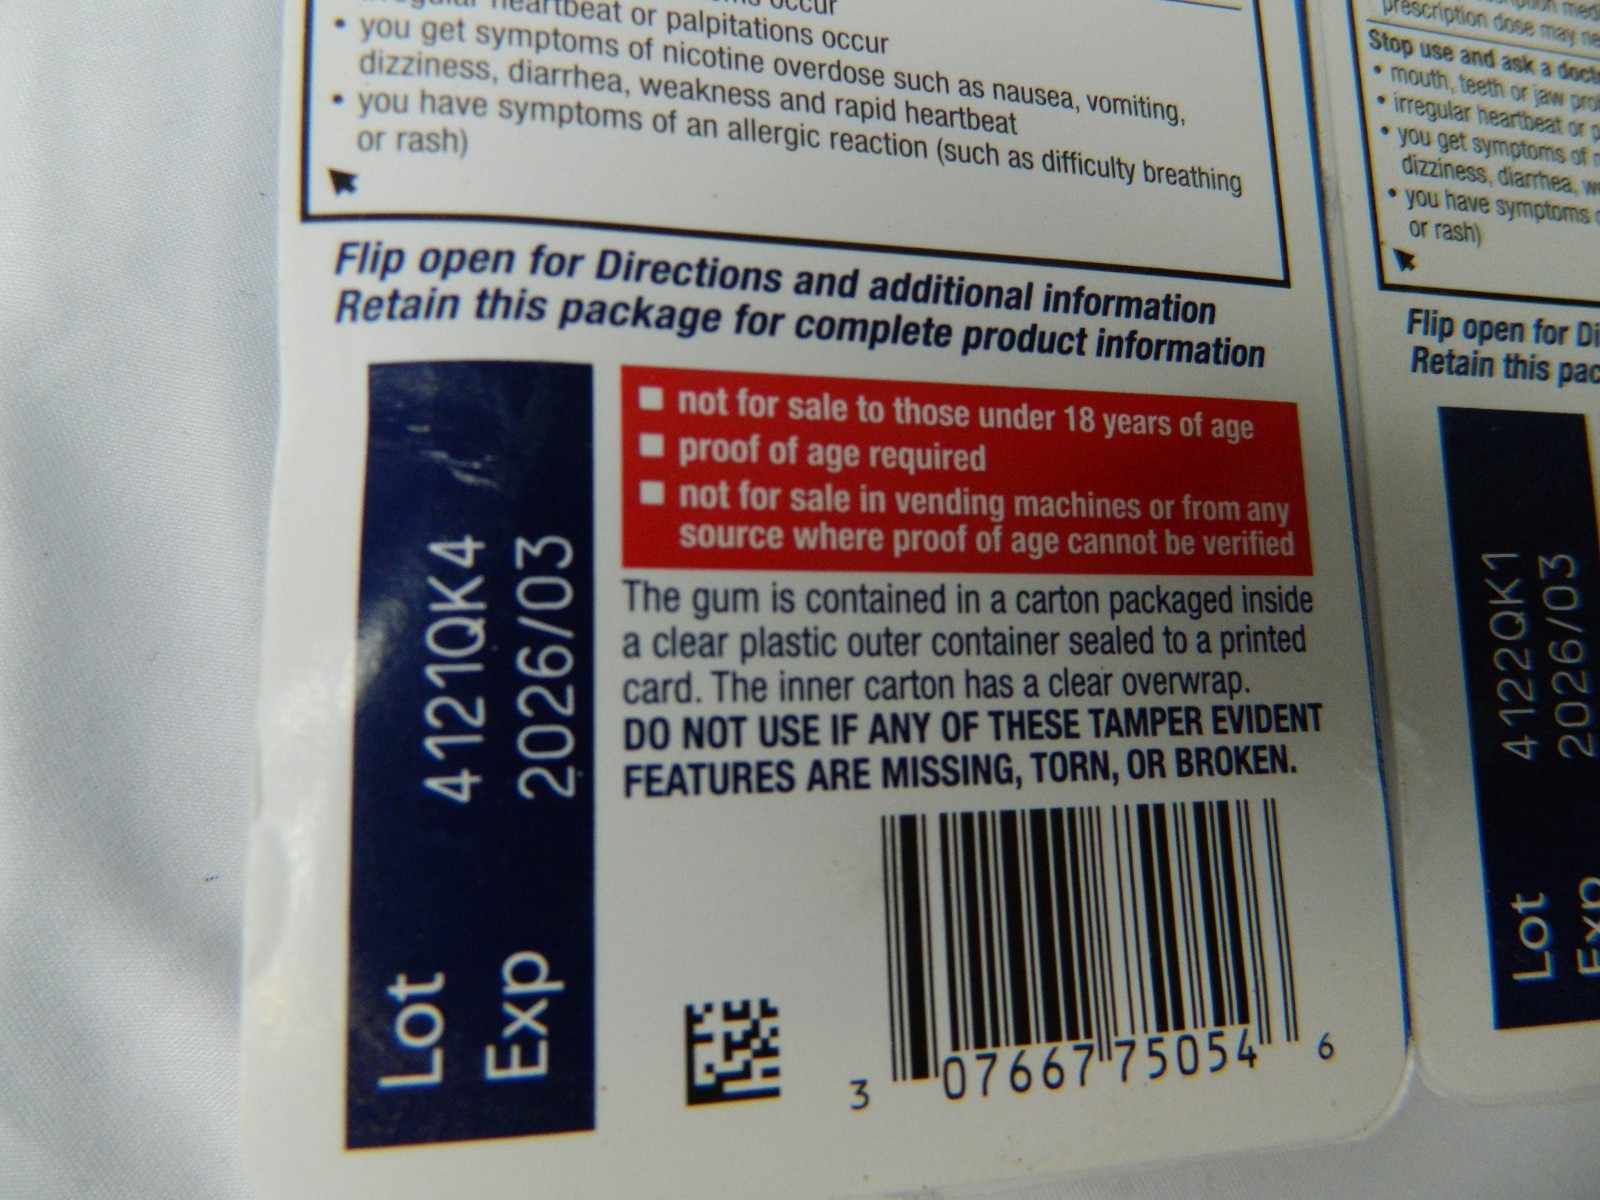 occur
heartbeat or palpitations occur
• you get symptoms of nicotine overdose such as nausea, vomiting,
dizziness, diarrhea, weakness and rapid heartbeat
• you have symptoms of an allergic reaction (such as difficulty breathing
or rash)
Flip open for Directions and additional information
Retain this package for complete product information
not for sale to those under 18 years of age
proof of age required
not for sale in vending machines or from any
source where proof of age cannot be verified
The gum is contained in a carton packaged inside
a clear plastic outer container sealed to a printed
card. The inner carton has a clear overwrap.
DO NOT USE IF ANY OF THESE TAMPER EVIDENT
FEATURES ARE MISSING, TORN, OR BROKEN.
Lot 4121QK4
Exp 2026/03
3 07667 75054 6
prescription dose may
Stop use and ask a
• mouth, teeth or jaw
• irregular heartbeat or
• you get symptoms of
dizziness, diarrhea,
• you have symptoms
or rash)
Flip open for
Retain this
Lot 4122QK1
Exp 2026/03